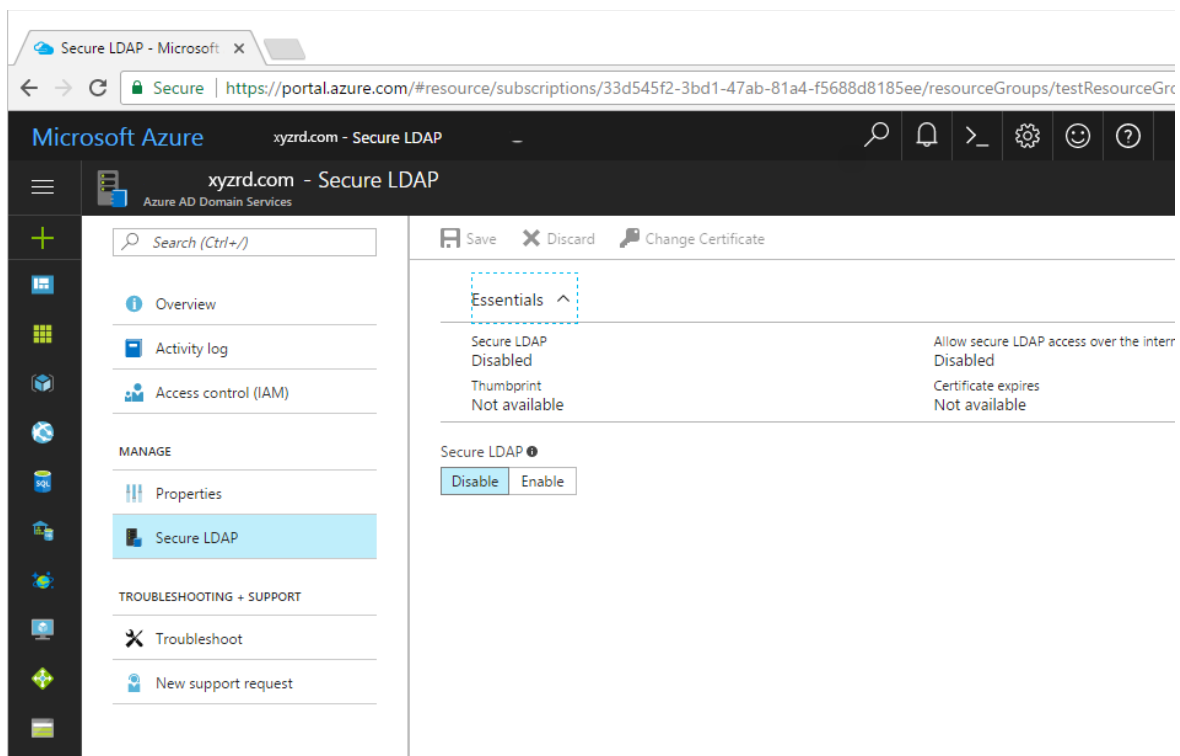 Secure LDAP - Microsoft
Secure | https://portal.azure.com/#resource/subscriptions/33d545f2-3bd1-47ab-81a4-f5688d8185ee/resourceGroups/testResourceGro
Microsoft Azure xyzrd.com - Secure LDAP
xyzrd.com - Secure LDAP
Azure AD Domain Services
Search (Ctrl+/)
Save Discard Change Certificate
Essentials
Overview
Activity log
Access control (IAM)
Secure LDAP
Disabled
Allow secure LDAP access over the intern
Disabled
Thumbprint
Not available
Certificate expires
Not available
MANAGE
Properties
Secure LDAP
Secure LDAP
Disable Enable
SQL
TROUBLESHOOTING + SUPPORT
Troubleshoot
New support request